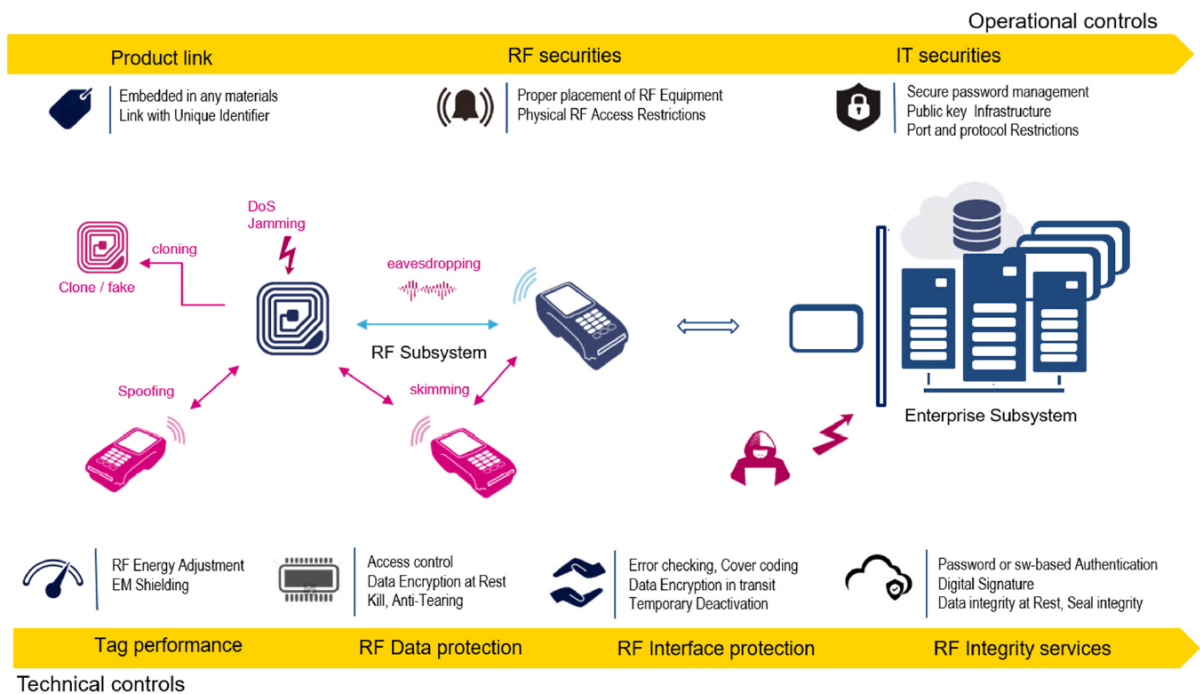 Operational controls
Product link
RF securities
IT securities
Embedded in any materials
Link with Unique Identifier
Proper placement of RF Equipment
Physical RF Access Restrictions
Secure password management
Public key Infrastructure
Port and protocol Restrictions
DoS
Jamming
cloning
Clone / fake
eavesdropping
RF Subsystem
Spoofing
skimming
Enterprise Subsystem
RF Energy Adjustment
EM Shielding
Access control
Data Encryption at Rest
Kill, Anti-Tearing
Error checking, Cover coding
Data Encryption in transit
Temporary Deactivation
Password or sw-based Authentication
Digital Signature
Data integrity at Rest, Seal integrity
Tag performance
RF Data protection
RF Interface protection
RF Integrity services
Technical controls